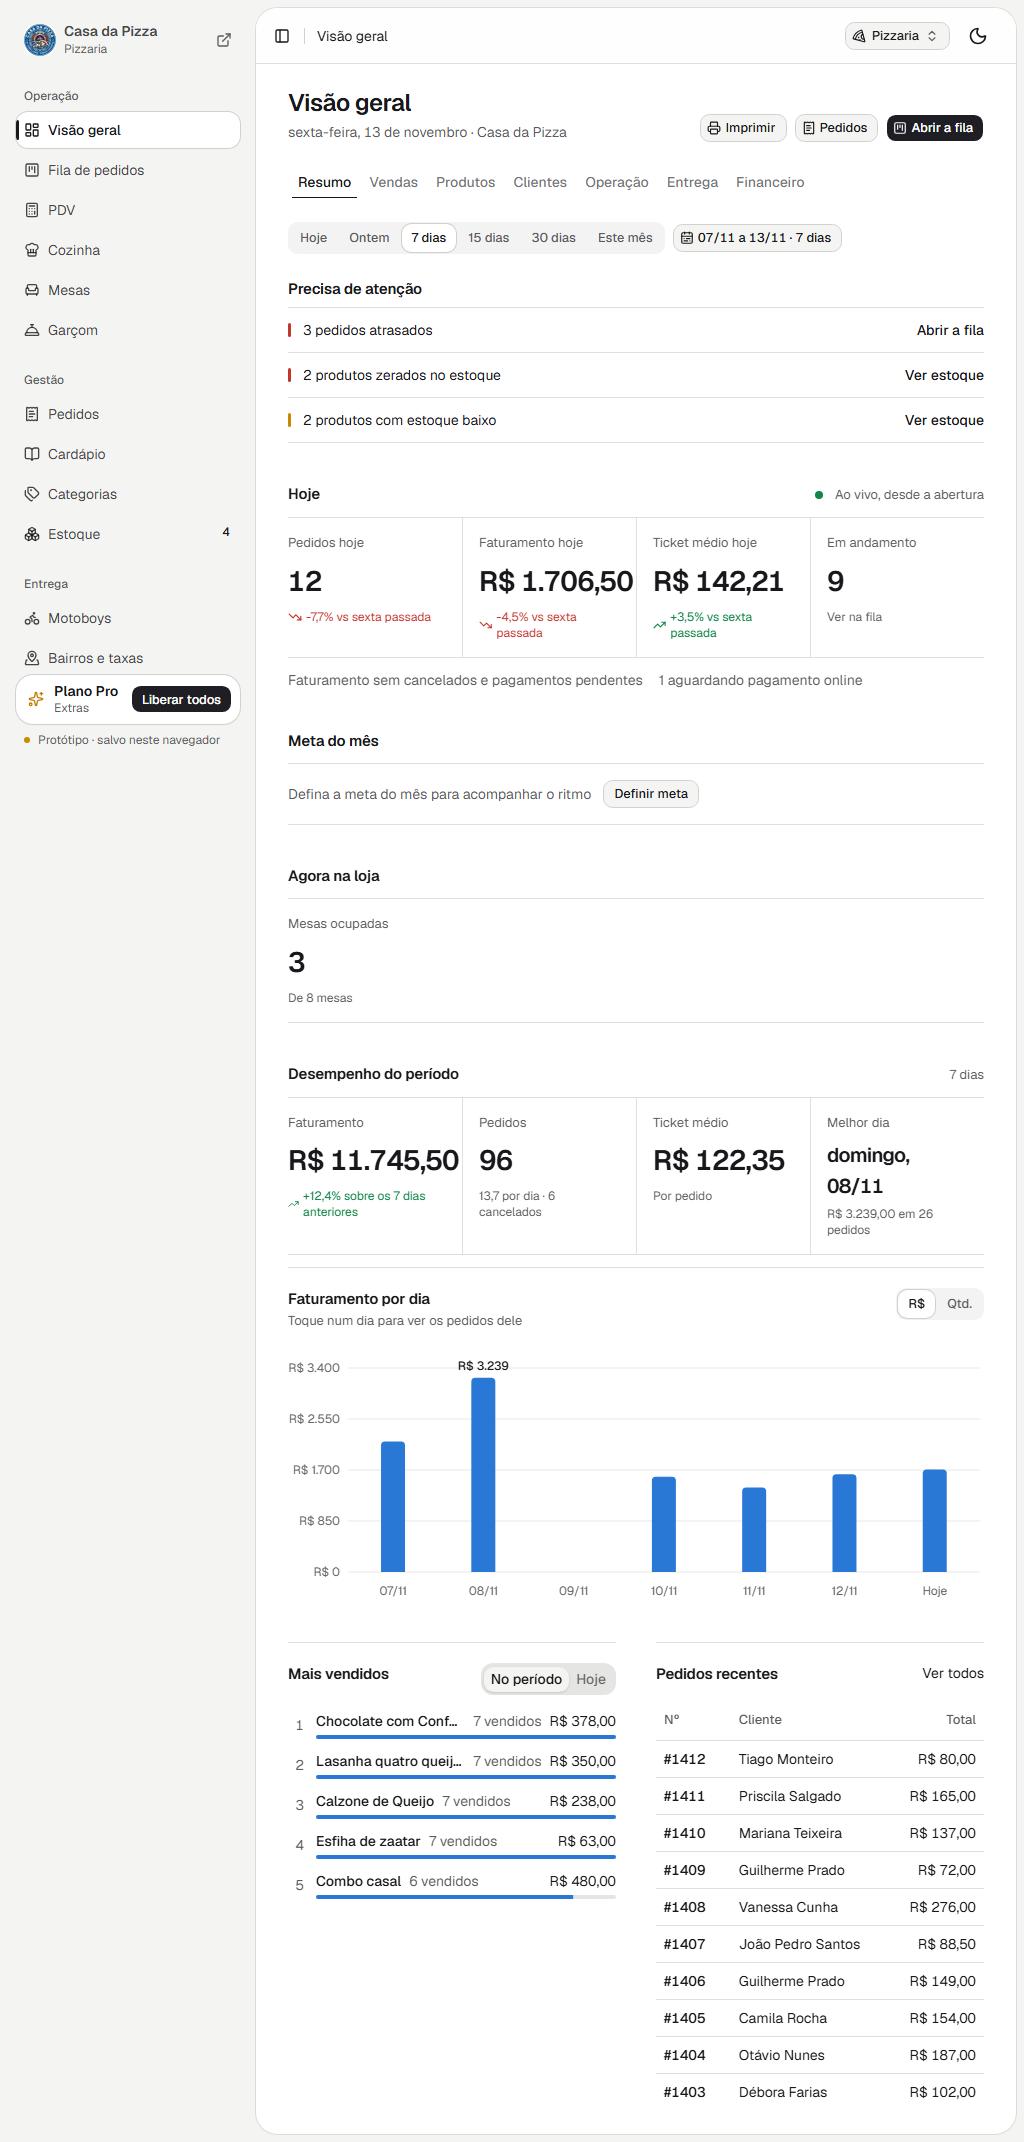 Casa da Pizza
Pizzaria
Operação
Visão geral
Fila de pedidos
PDV
Cozinha
Mesas
Garçom
Gestão
Pedidos
Cardápio
Categorias
Estoque 4
Entrega
Motoboys
Bairros e taxas
Plano Pro
Extras
Liberar todos
Protótipo · salvo neste navegador
Visão geral
Pizzaria
Visão geral
sexta-feira, 13 de novembro · Casa da Pizza
Imprimir Pedidos Abrir a fila
Resumo Vendas Produtos Clientes Operação Entrega Financeiro
Hoje Ontem 7 dias 15 dias 30 dias Este mês 07/11 a 13/11 · 7 dias
Precisa de atenção
3 pedidos atrasados Abrir a fila
2 produtos zerados no estoque Ver estoque
2 produtos com estoque baixo Ver estoque
Hoje Ao vivo, desde a abertura
Pedidos hoje
12
-7,7% vs sexta passada
Faturamento hoje
R$ 1.706,50
-4,5% vs sexta
passada
Ticket médio hoje
R$ 142,21
+3,5% vs sexta
passada
Em andamento
9
Ver na fila
Faturamento sem cancelados e pagamentos pendentes 1 aguardando pagamento online
Meta do mês
Defina a meta do mês para acompanhar o ritmo Definir meta
Agora na loja
Mesas ocupadas
3
De 8 mesas
Desempenho do período 7 dias
Faturamento
R$ 11.745,50
+12,4% sobre os 7 dias
anteriores
Pedidos
96
13,7 por dia · 6
cancelados
Ticket médio
R$ 122,35
Por pedido
Melhor dia
domingo,
08/11
R$ 3.239,00 em 26
pedidos
Faturamento por dia
Toque num dia para ver os pedidos dele
R$ Qtd.
R$ 3.400
R$ 3.239
R$ 2.550
R$ 1.700
R$ 850
R$ 0
07/11 08/11 09/11 10/11 11/11 12/11 Hoje
Mais vendidos No período Hoje
1 Chocolate com Conf... 7 vendidos R$ 378,00
2 Lasanha quatro queij... 7 vendidos R$ 350,00
3 Calzone de Queijo 7 vendidos R$ 238,00
4 Esfiha de zaatar 7 vendidos R$ 63,00
5 Combo casal 6 vendidos R$ 480,00
Pedidos recentes Ver todos
Nº Cliente Total
#1412 Tiago Monteiro R$ 80,00
#1411 Priscila Salgado R$ 165,00
#1410 Mariana Teixeira R$ 137,00
#1409 Guilherme Prado R$ 72,00
#1408 Vanessa Cunha R$ 276,00
#1407 João Pedro Santos R$ 88,50
#1406 Guilherme Prado R$ 149,00
#1405 Camila Rocha R$ 154,00
#1404 Otávio Nunes R$ 187,00
#1403 Débora Farias R$ 102,00